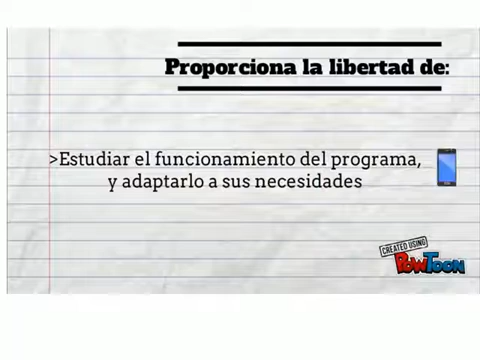 Proporciona la libertad de:
>Estudiar el funcionamiento del programa,
y adaptarlo a sus necesidades
CREATED USING
POWTOON